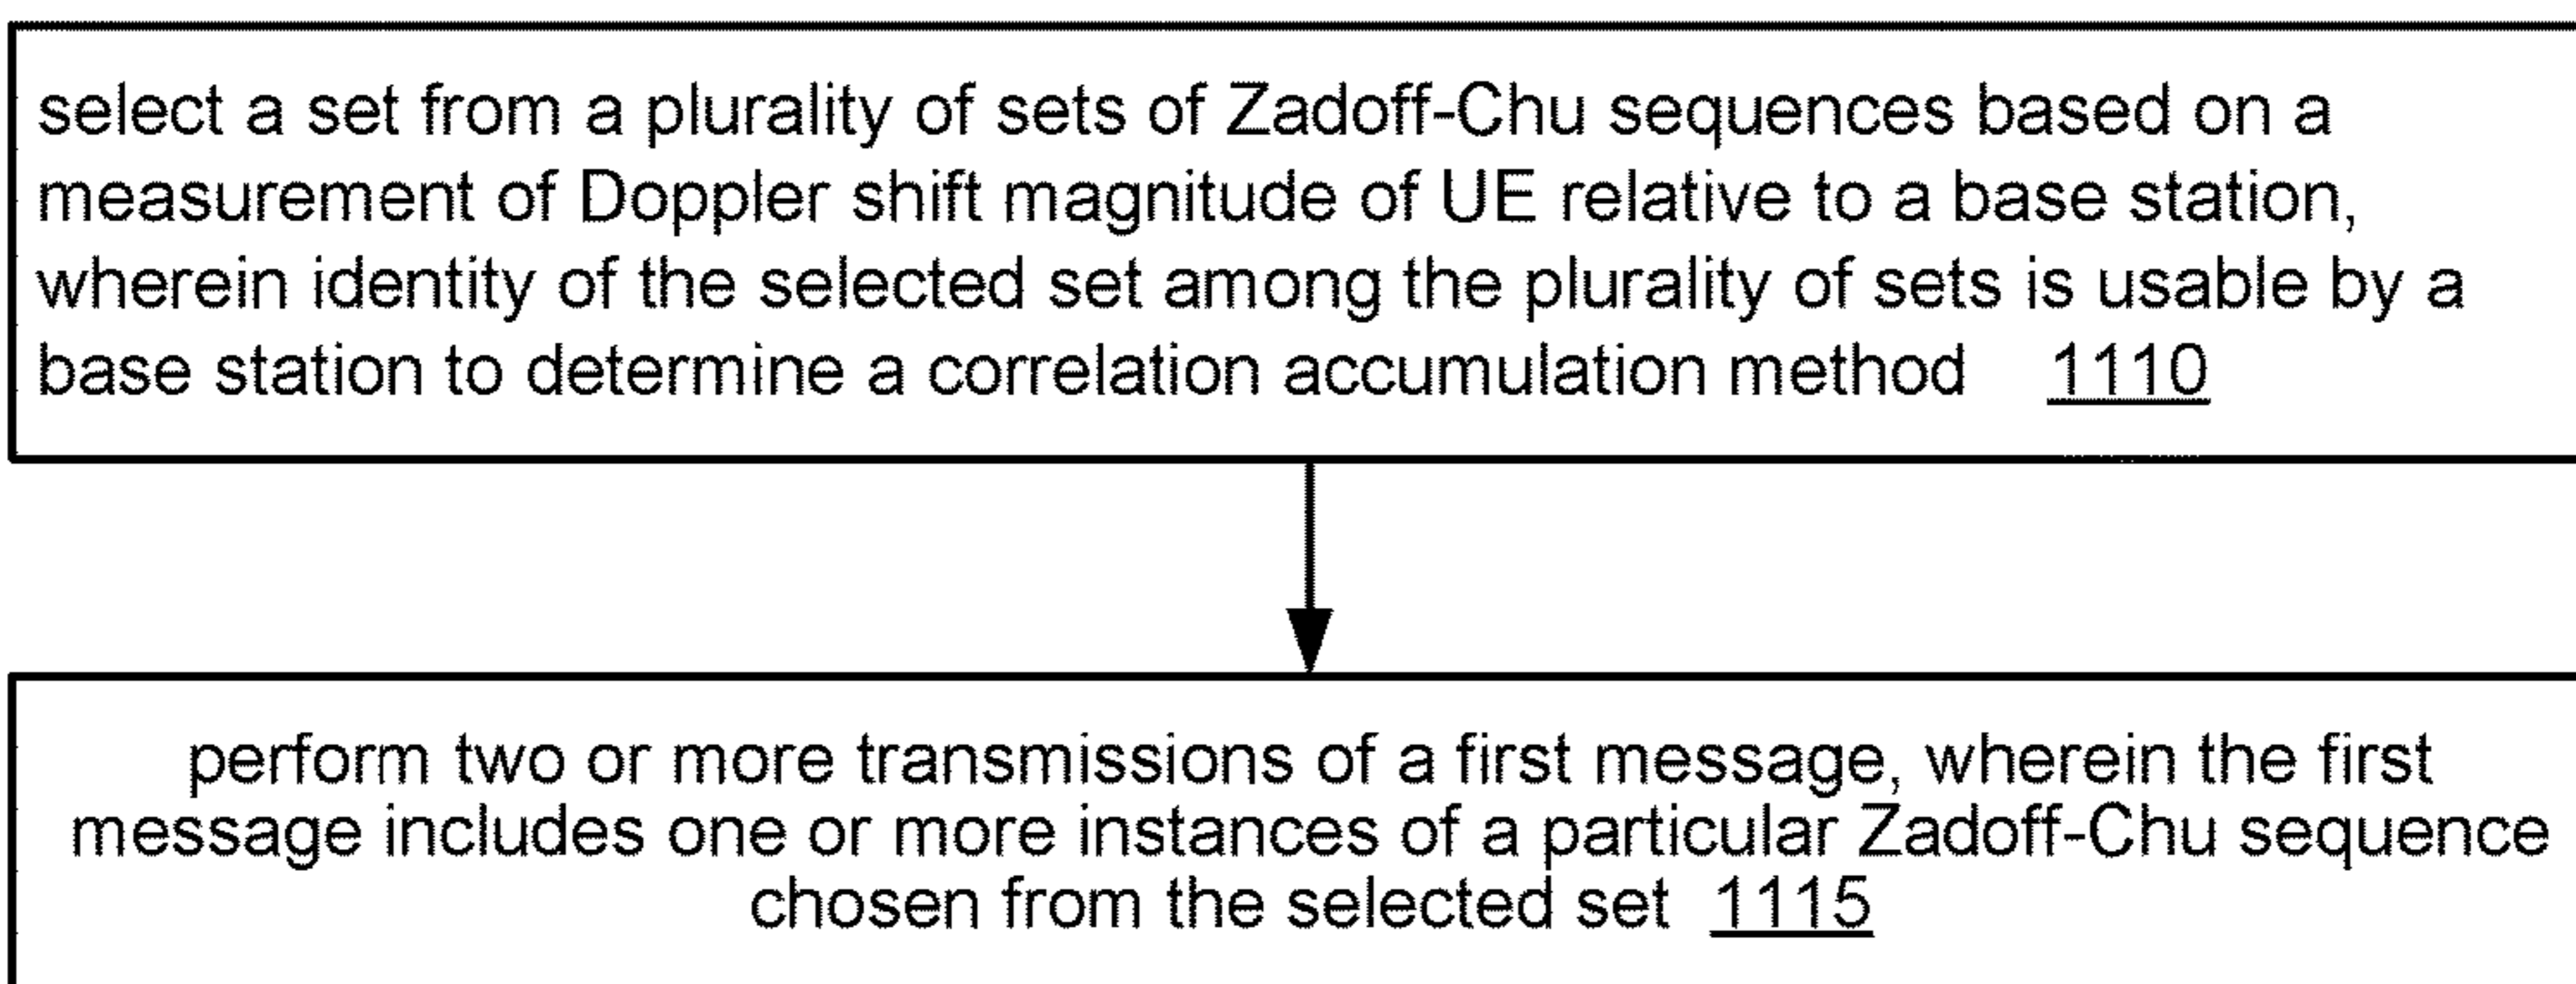 select a set from a plurality of sets of Zadoff-Chu sequences based on a
measurement of Doppler shift magnitude of UE relative to a base station,
wherein identity of the selected set among the plurality of sets is usable by a
base station to determine a correlation accumulation method 1110
perform two or more transmissions of a first message, wherein the first
message includes one or more instances of a particular Zadoff-Chu sequence
chosen from the selected set 1115